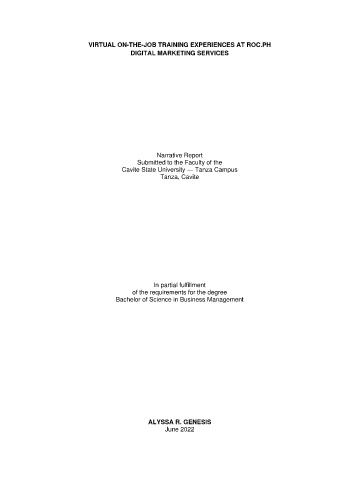 VIRTUAL ON-THE-JOB TRAINING EXPERIENCES AT ROC.PH
DIGITAL MARKETING SERVICES
Narrative Report
Submitted to the Faculty of the
Cavite State University — Tanza Campus
Tanza, Cavite
In partial fulfillment
of the requirements for the degree
Bachelor of Science in Business Management
ALYSSA R. GENESIS
June 2022